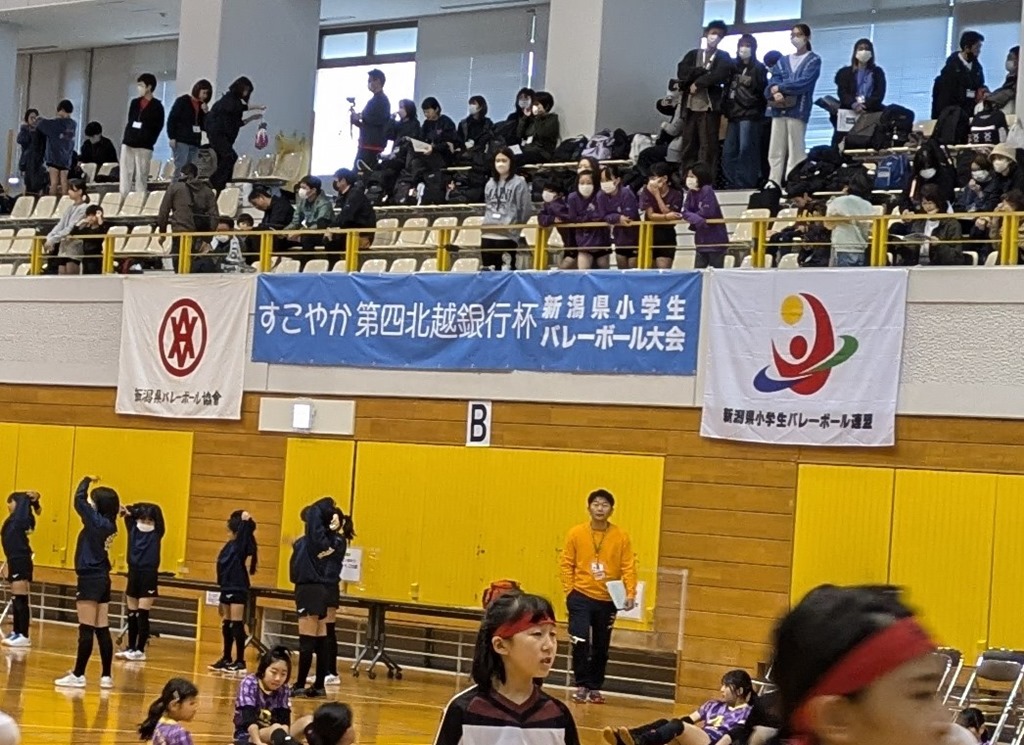 すこやか第四北越銀行杯
新潟県小学生
バレーボール大会
新潟県バレーボール協會
B
新潟県小学生バレーボール連盟